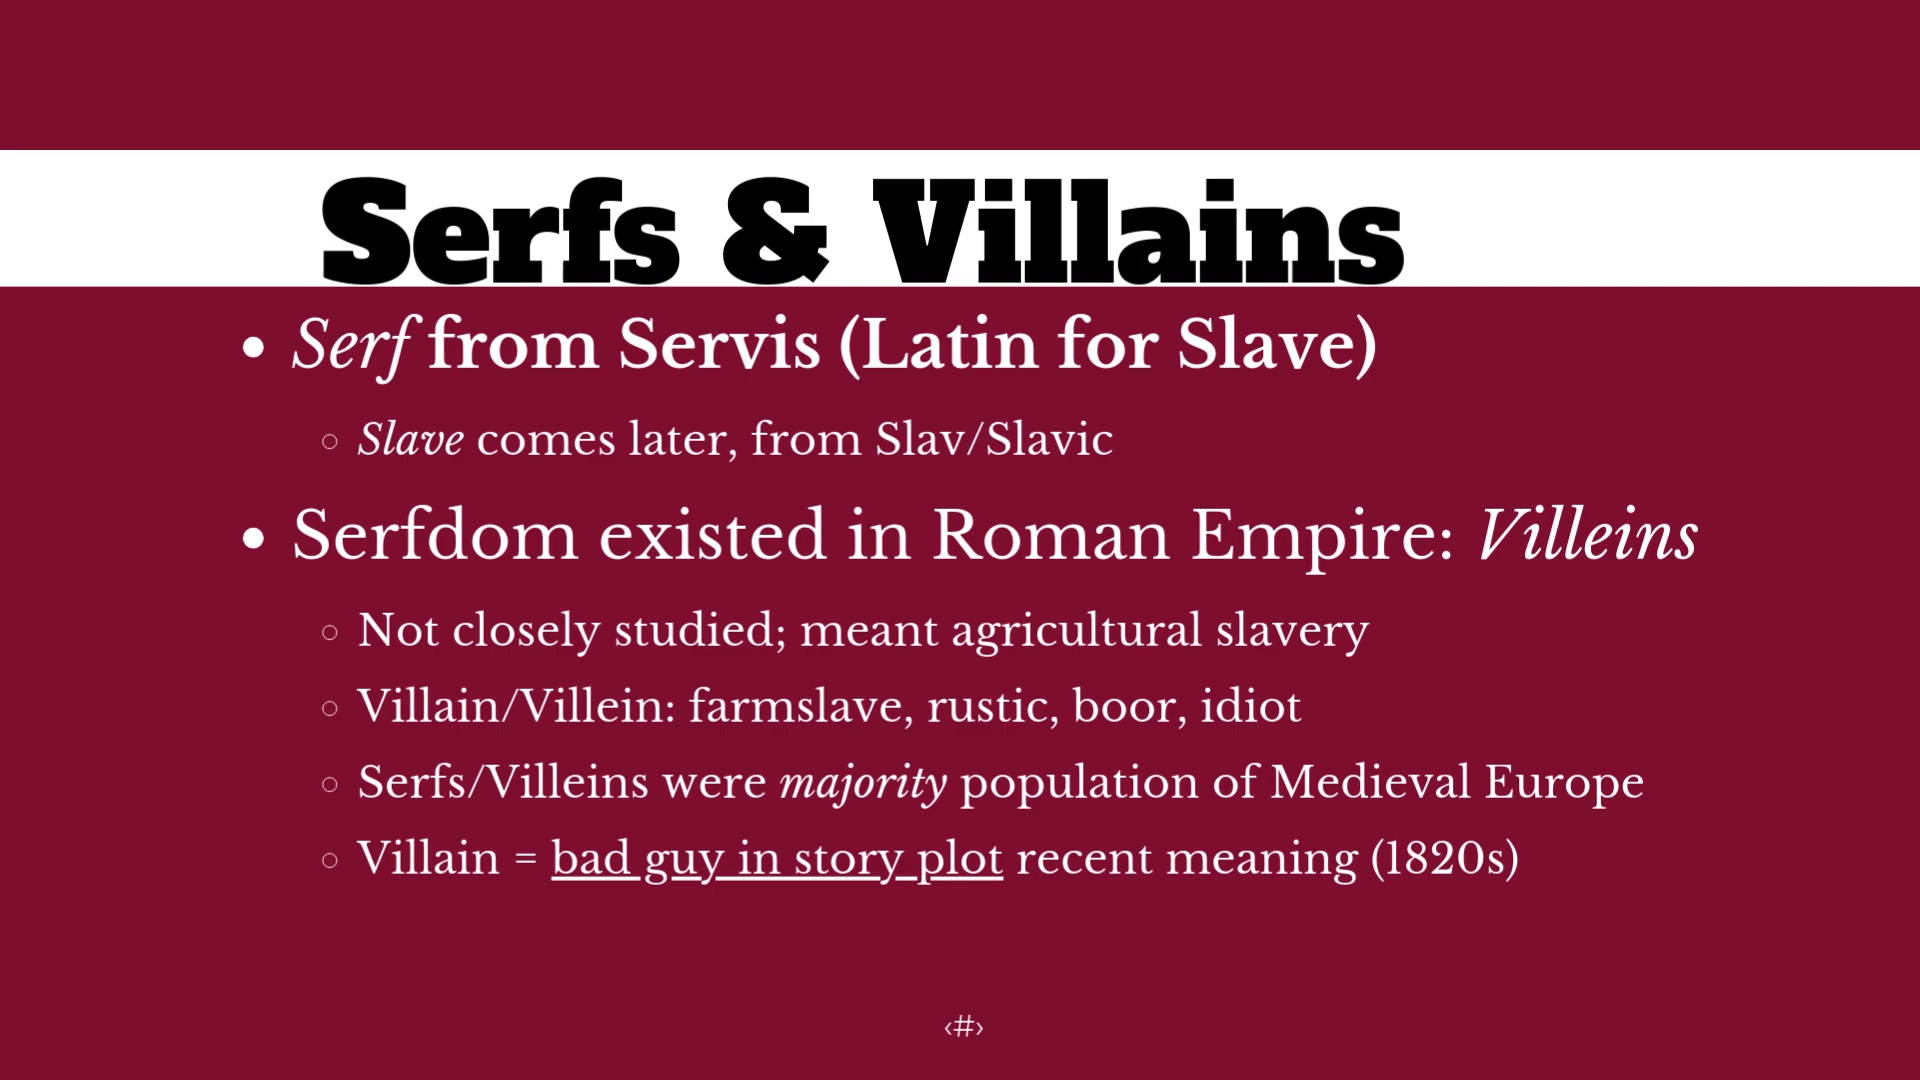 Serfs & Villains
• Serf from Servis (Latin for Slave)
○ Slave comes later, from Slav/Slavic
• Serfdom existed in Roman Empire: Villeins
○ Not closely studied; meant agricultural slavery
○ Villain/Villein: farmslave, rustic, boor, idiot
○ Serfs/Villeins were majority population of Medieval Europe
○ Villain = bad guy in story plot recent meaning (1820s)
‹#›